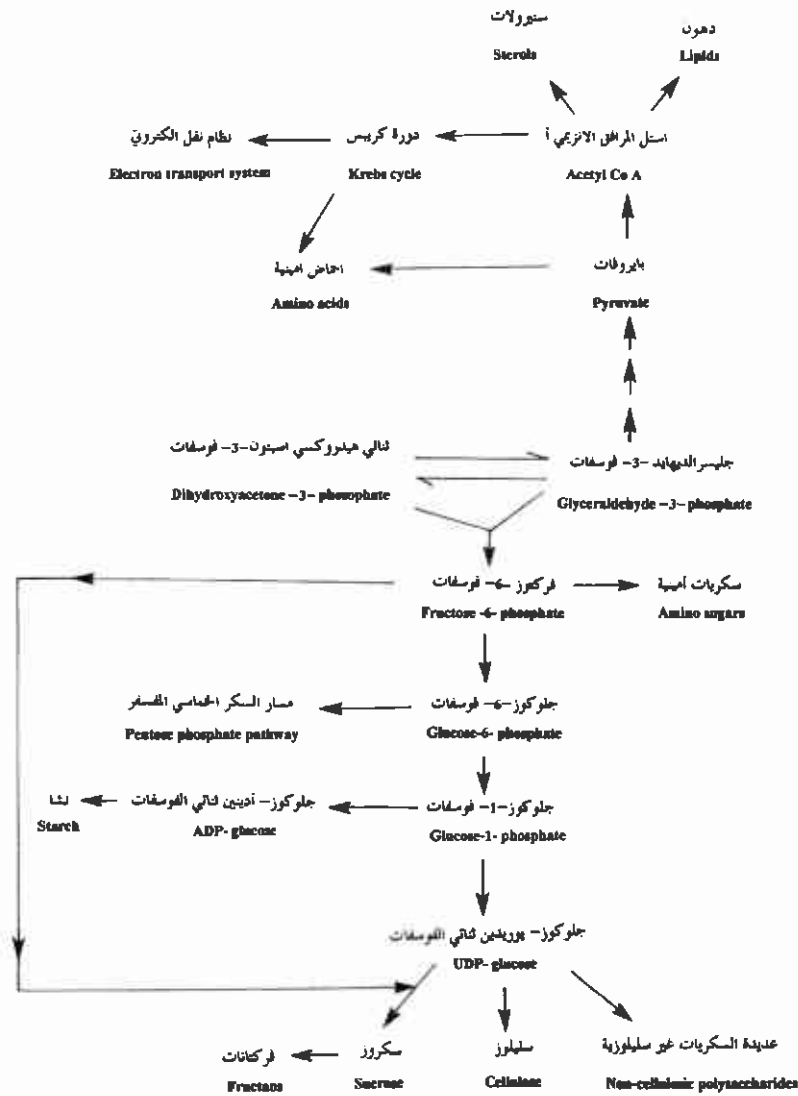 ستيرولات
دهون
Sterols
Lipids
نظام نقل الكتروني
دورة كريبس
استل المرافق الانزيمي أ
Electron transport system
Krebs cycle
Acetyl Co A
احماض امينية
بايروفات
Amino acids
Pyruvate
ثنائي هيدروكسي اسيتون-3- فوسفات
جليسرالديهايد -3- فوسفات
Dihydroxyacetone -3- phosophate
Glyceraldehyde -3- phosphate
فركتوز -6- فوسفات
سكريات أمينية
Fructose -6- phosphate
Amino sugars
مسار السكر الخماسي المفسفر
جلوكوز-6- فوسفات
Pentose phosphate pathway
Glucose-6- phosphate
نشا
جلوكوز- أدينين ثنائي الفوسفات
جلوكوز-1- فوسفات
Starch
ADP- glucose
Glucose-1- phosphate
جلوكوز- يوريدين ثنائي الفوسفات
UDP- glucose
فركتانات
سكروز
سليلوز
عديدة السكريات غير سليلوزية
Fructans
Sucrose
Cellulose
Non-cellulosic polysaccharides